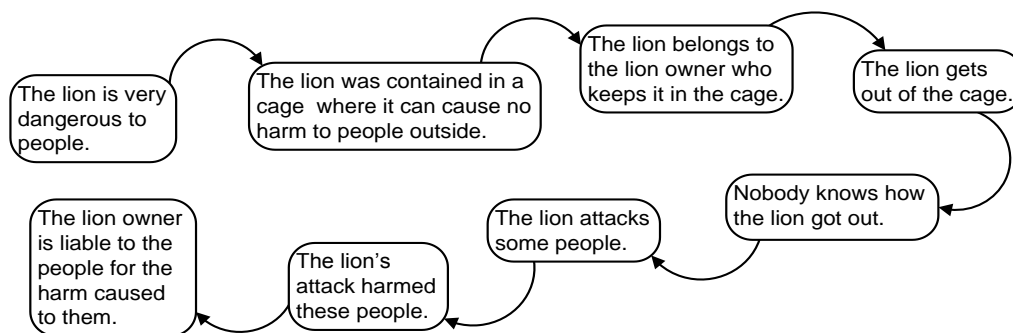 The lion is very
dangerous to
people.
The lion was contained in a
cage where it can cause no
harm to people outside.
The lion belongs to
the lion owner who
keeps it in the cage.
The lion gets
out of the cage.
Nobody knows how
the lion got out.
The lion attacks
some people.
The lion's
attack harmed
these people.
The lion owner
is liable to the
people for the
harm caused
to them.